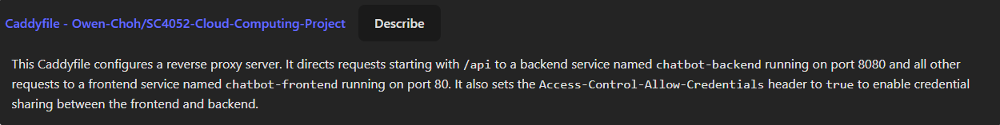 Caddyfile - Owen-Choh/SC4052-Cloud-Computing-Project Describe
This Caddyfile configures a reverse proxy server. It directs requests starting with /api to a backend service named chatbot-backend running on port 8080 and all other
requests to a frontend service named chatbot-frontend running on port 80. It also sets the Access-Control-Allow-Credentials header to true to enable credential
sharing between the frontend and backend.